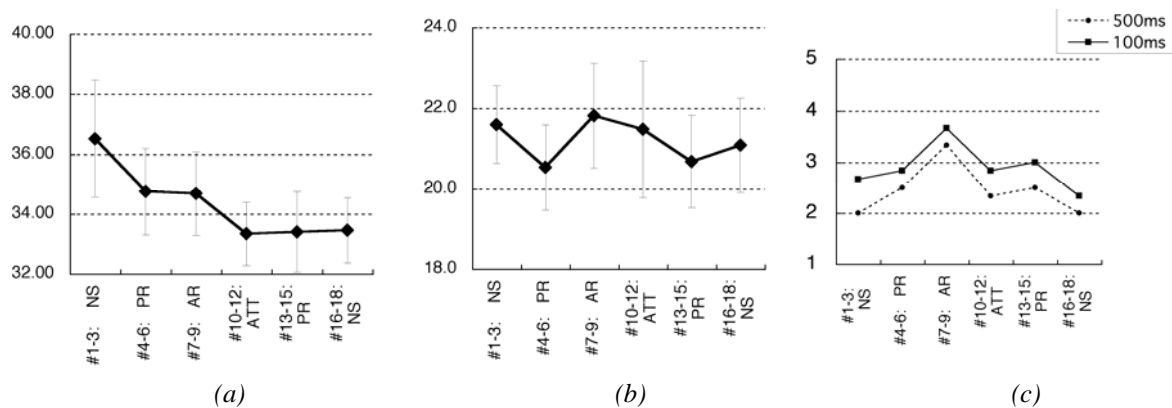 500ms
100ms
40.00
38.00
36.00
34.00
32.00
#1-3: NS
#4-6: PR
#7-9: AR
#10-12: ATT
#13-15: PR
#16-18: NS
(a)
24.0
22.0
20.0
18.0
#1-3: NS
#4-6: PR
#7-9: AR
#10-12: ATT
#13-15: PR
#16-18: NS
(b)
5
4
3
2
1
#1-3: NS
#4-6: PR
#7-9: AR
#10-12: ATT
#13-15: PR
#16-18: NS
(c)